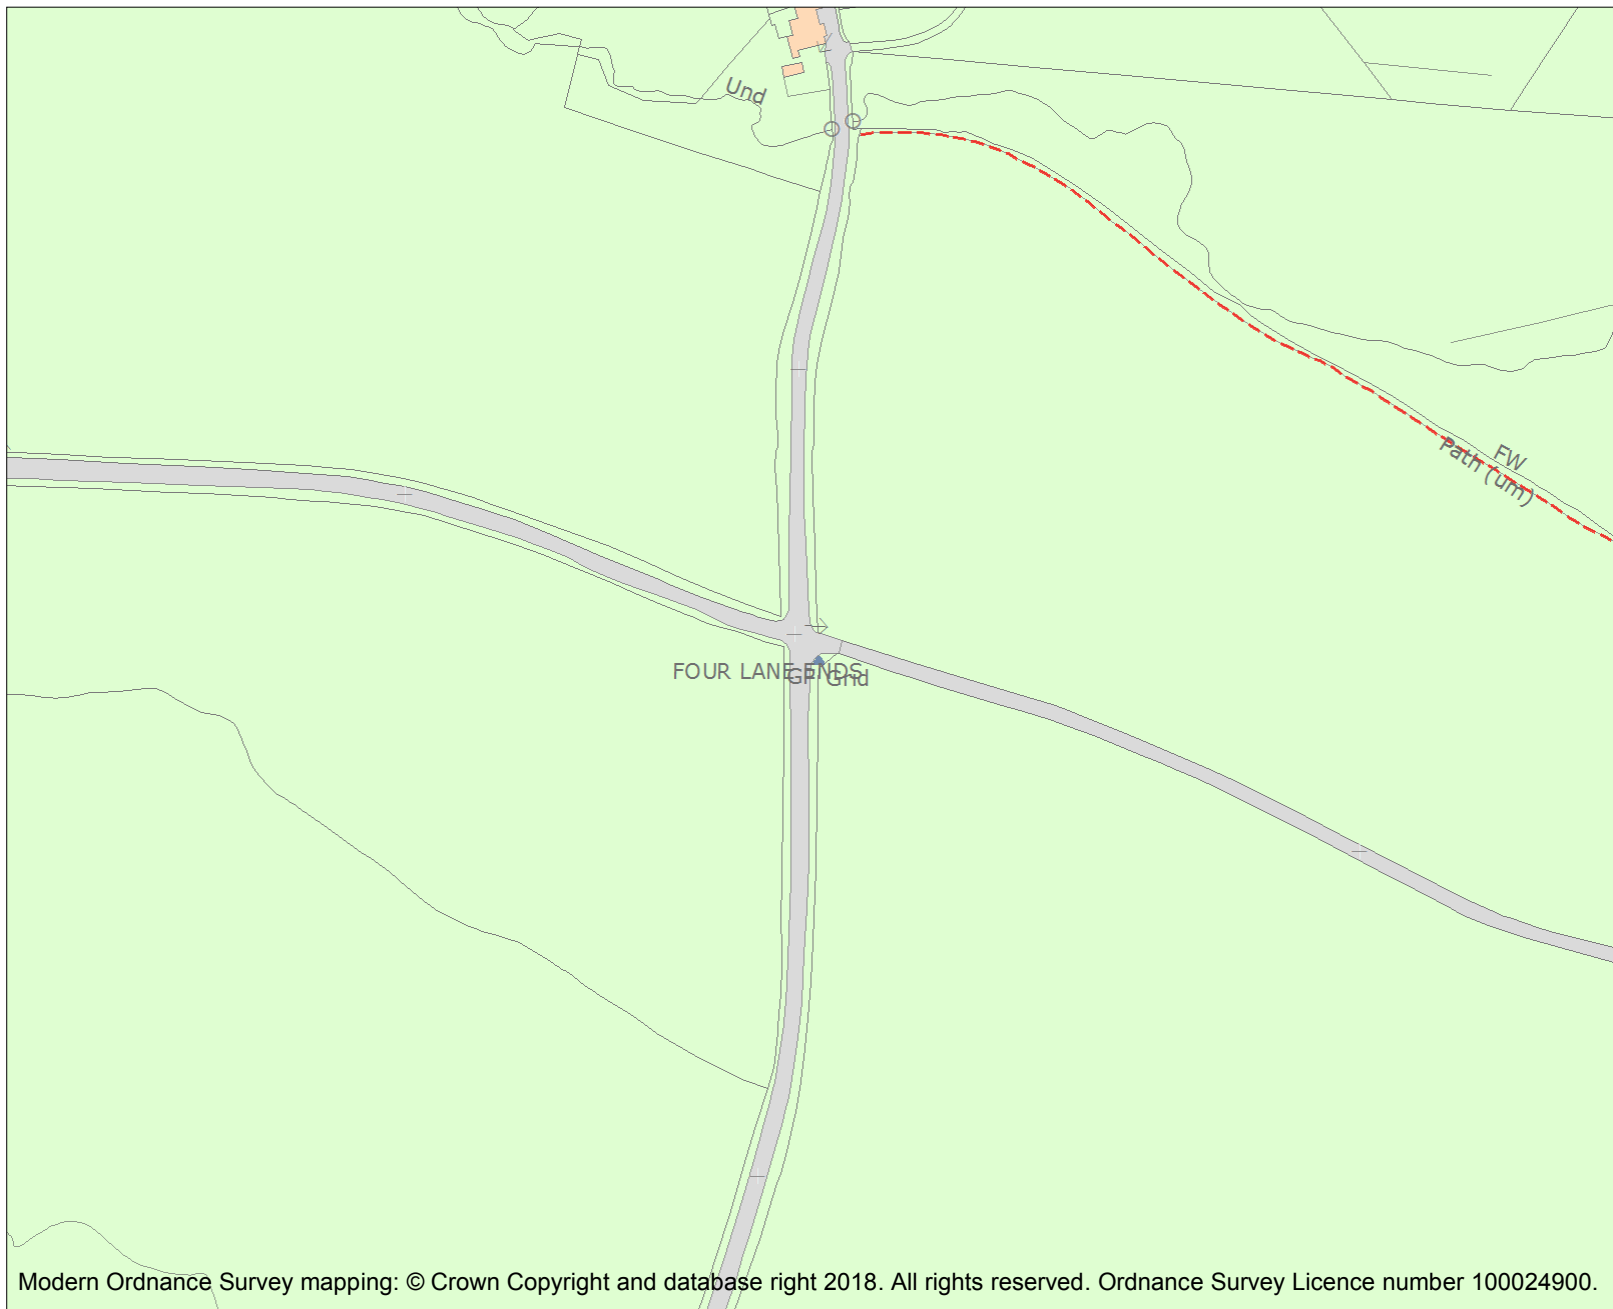 Und
FW
Path (um)
FOUR LANE ENDS
GP Grid
Modern Ordnance Survey mapping: © Crown Copyright and database right 2018. All rights reserved. Ordnance Survey Licence number 100024900.